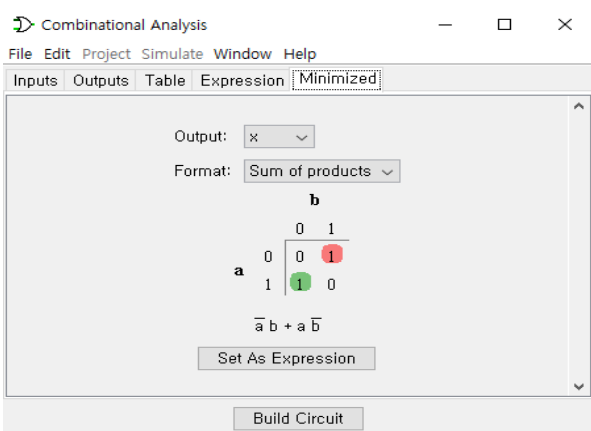 Combinational Analysis
File Edit Project Simulate Window Help
Inputs Outputs Table Expression Minimized
Output: x
Format: Sum of products
b
0 1
0 0 1
a
1 1 0
a̅ b + a b̅
Set As Expression
Build Circuit